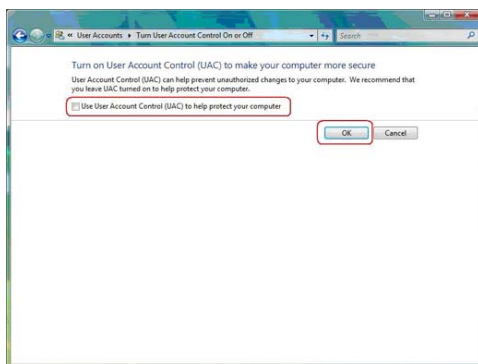 « User Accounts ▸ Turn User Account Control On or Off
Search
Turn on User Account Control (UAC) to make your computer more secure
User Account Control (UAC) can help prevent unauthorized changes to your computer. We recommend that
you leave UAC turned on to help protect your computer.
Use User Account Control (UAC) to help protect your computer
OK Cancel